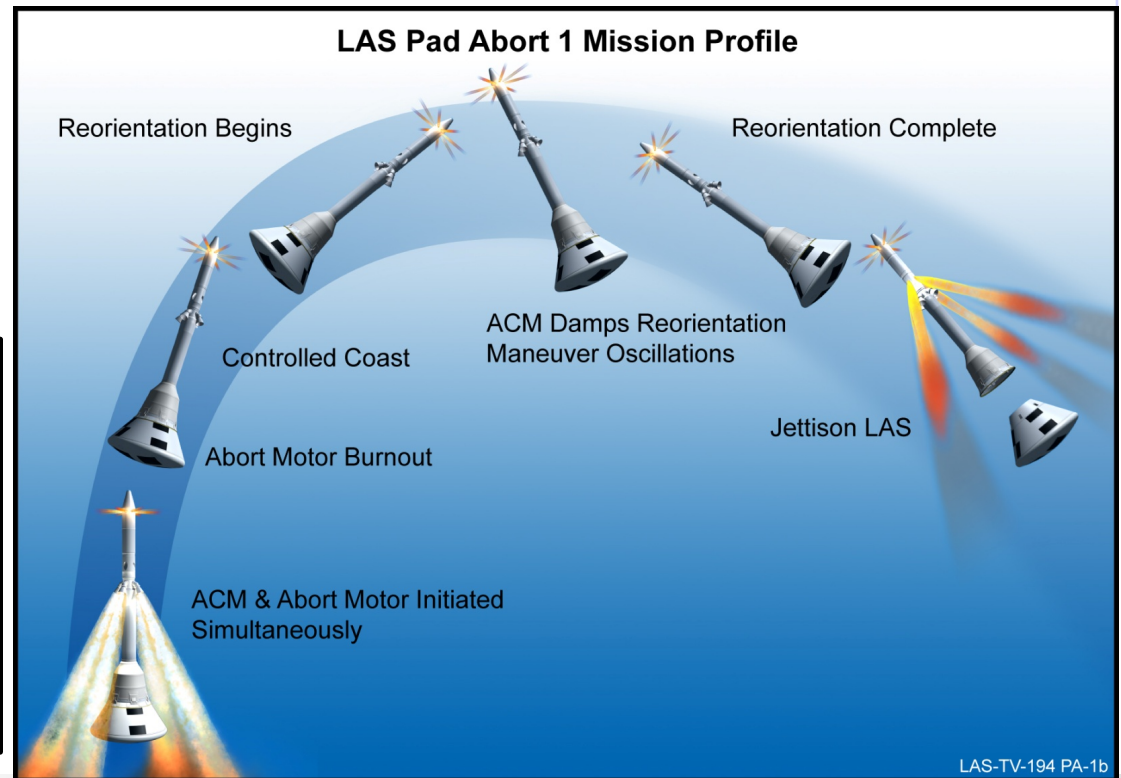 LAS Pad Abort 1 Mission Profile
Reorientation Begins
Reorientation Complete
ACM Damps Reorientation
Maneuver Oscillations
Controlled Coast
Jettison LAS
Abort Motor Burnout
ACM & Abort Motor Initiated
Simultaneously
LAS-TV-194 PA-1b